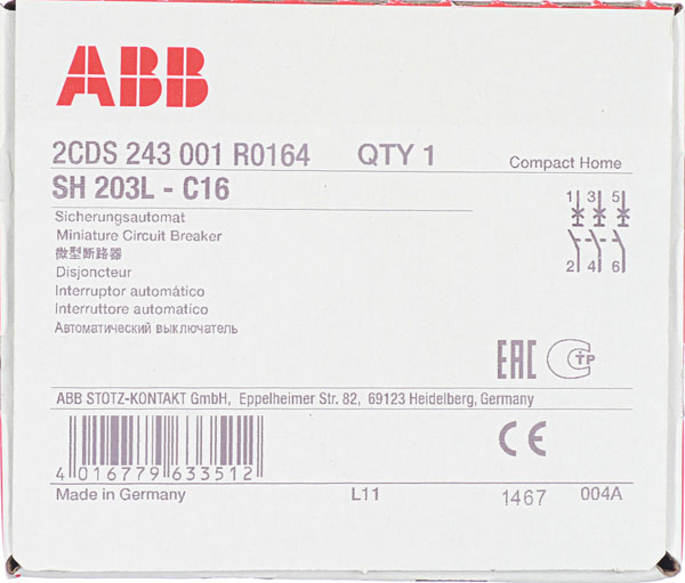 ABB
2CDS 243 001 R0164 QTY 1 Compact Home
SH 203L - C16
Sicherungsautomat
Miniature Circuit Breaker
微型断路器
Disjoncteur
Interruptor automático
Interruttore automatico
Автоматический выключатель
1 3 5
2 4 6
EAC CTP
ABB STOTZ-KONTAKT GmbH, Eppelheimer Str. 82, 69123 Heidelberg, Germany
4 016779 633512
CE
Made in Germany L11 1467 004A